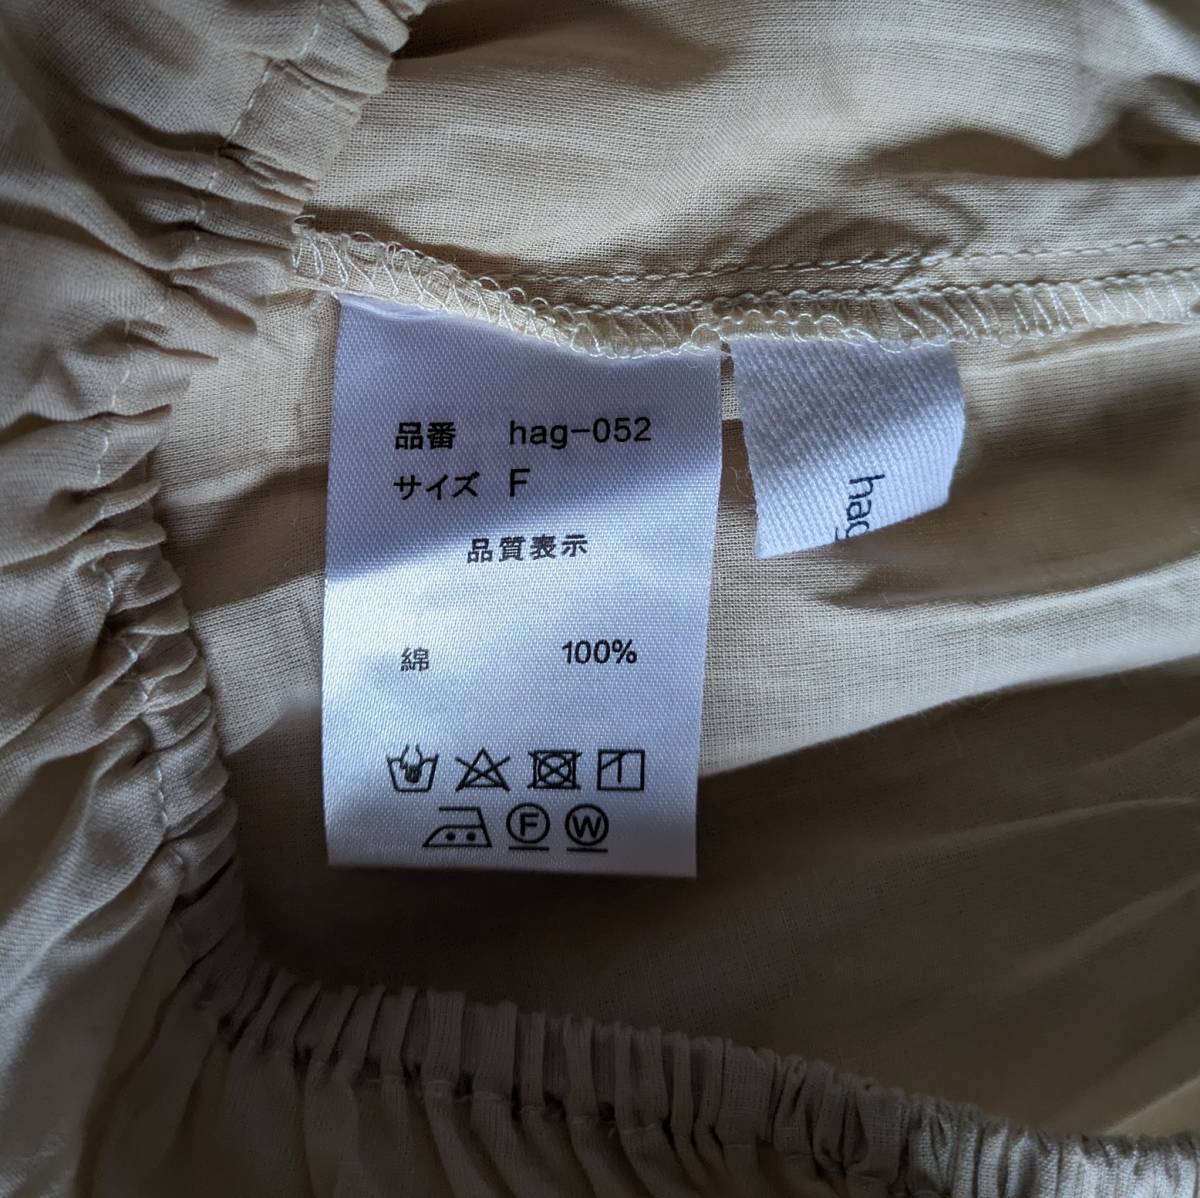 品番 hag-052
サイズ F
品質表示
綿 100%
F W
hag